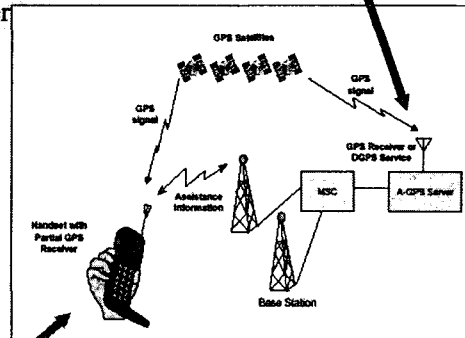 er
GPS Satellites
GPS
signal
GPS
signal
GPS Receiver or
DGPS Service
Assistance
Information
MSC
A-GPS Server
Handset with
Partial GPS
Receiver
Base Station